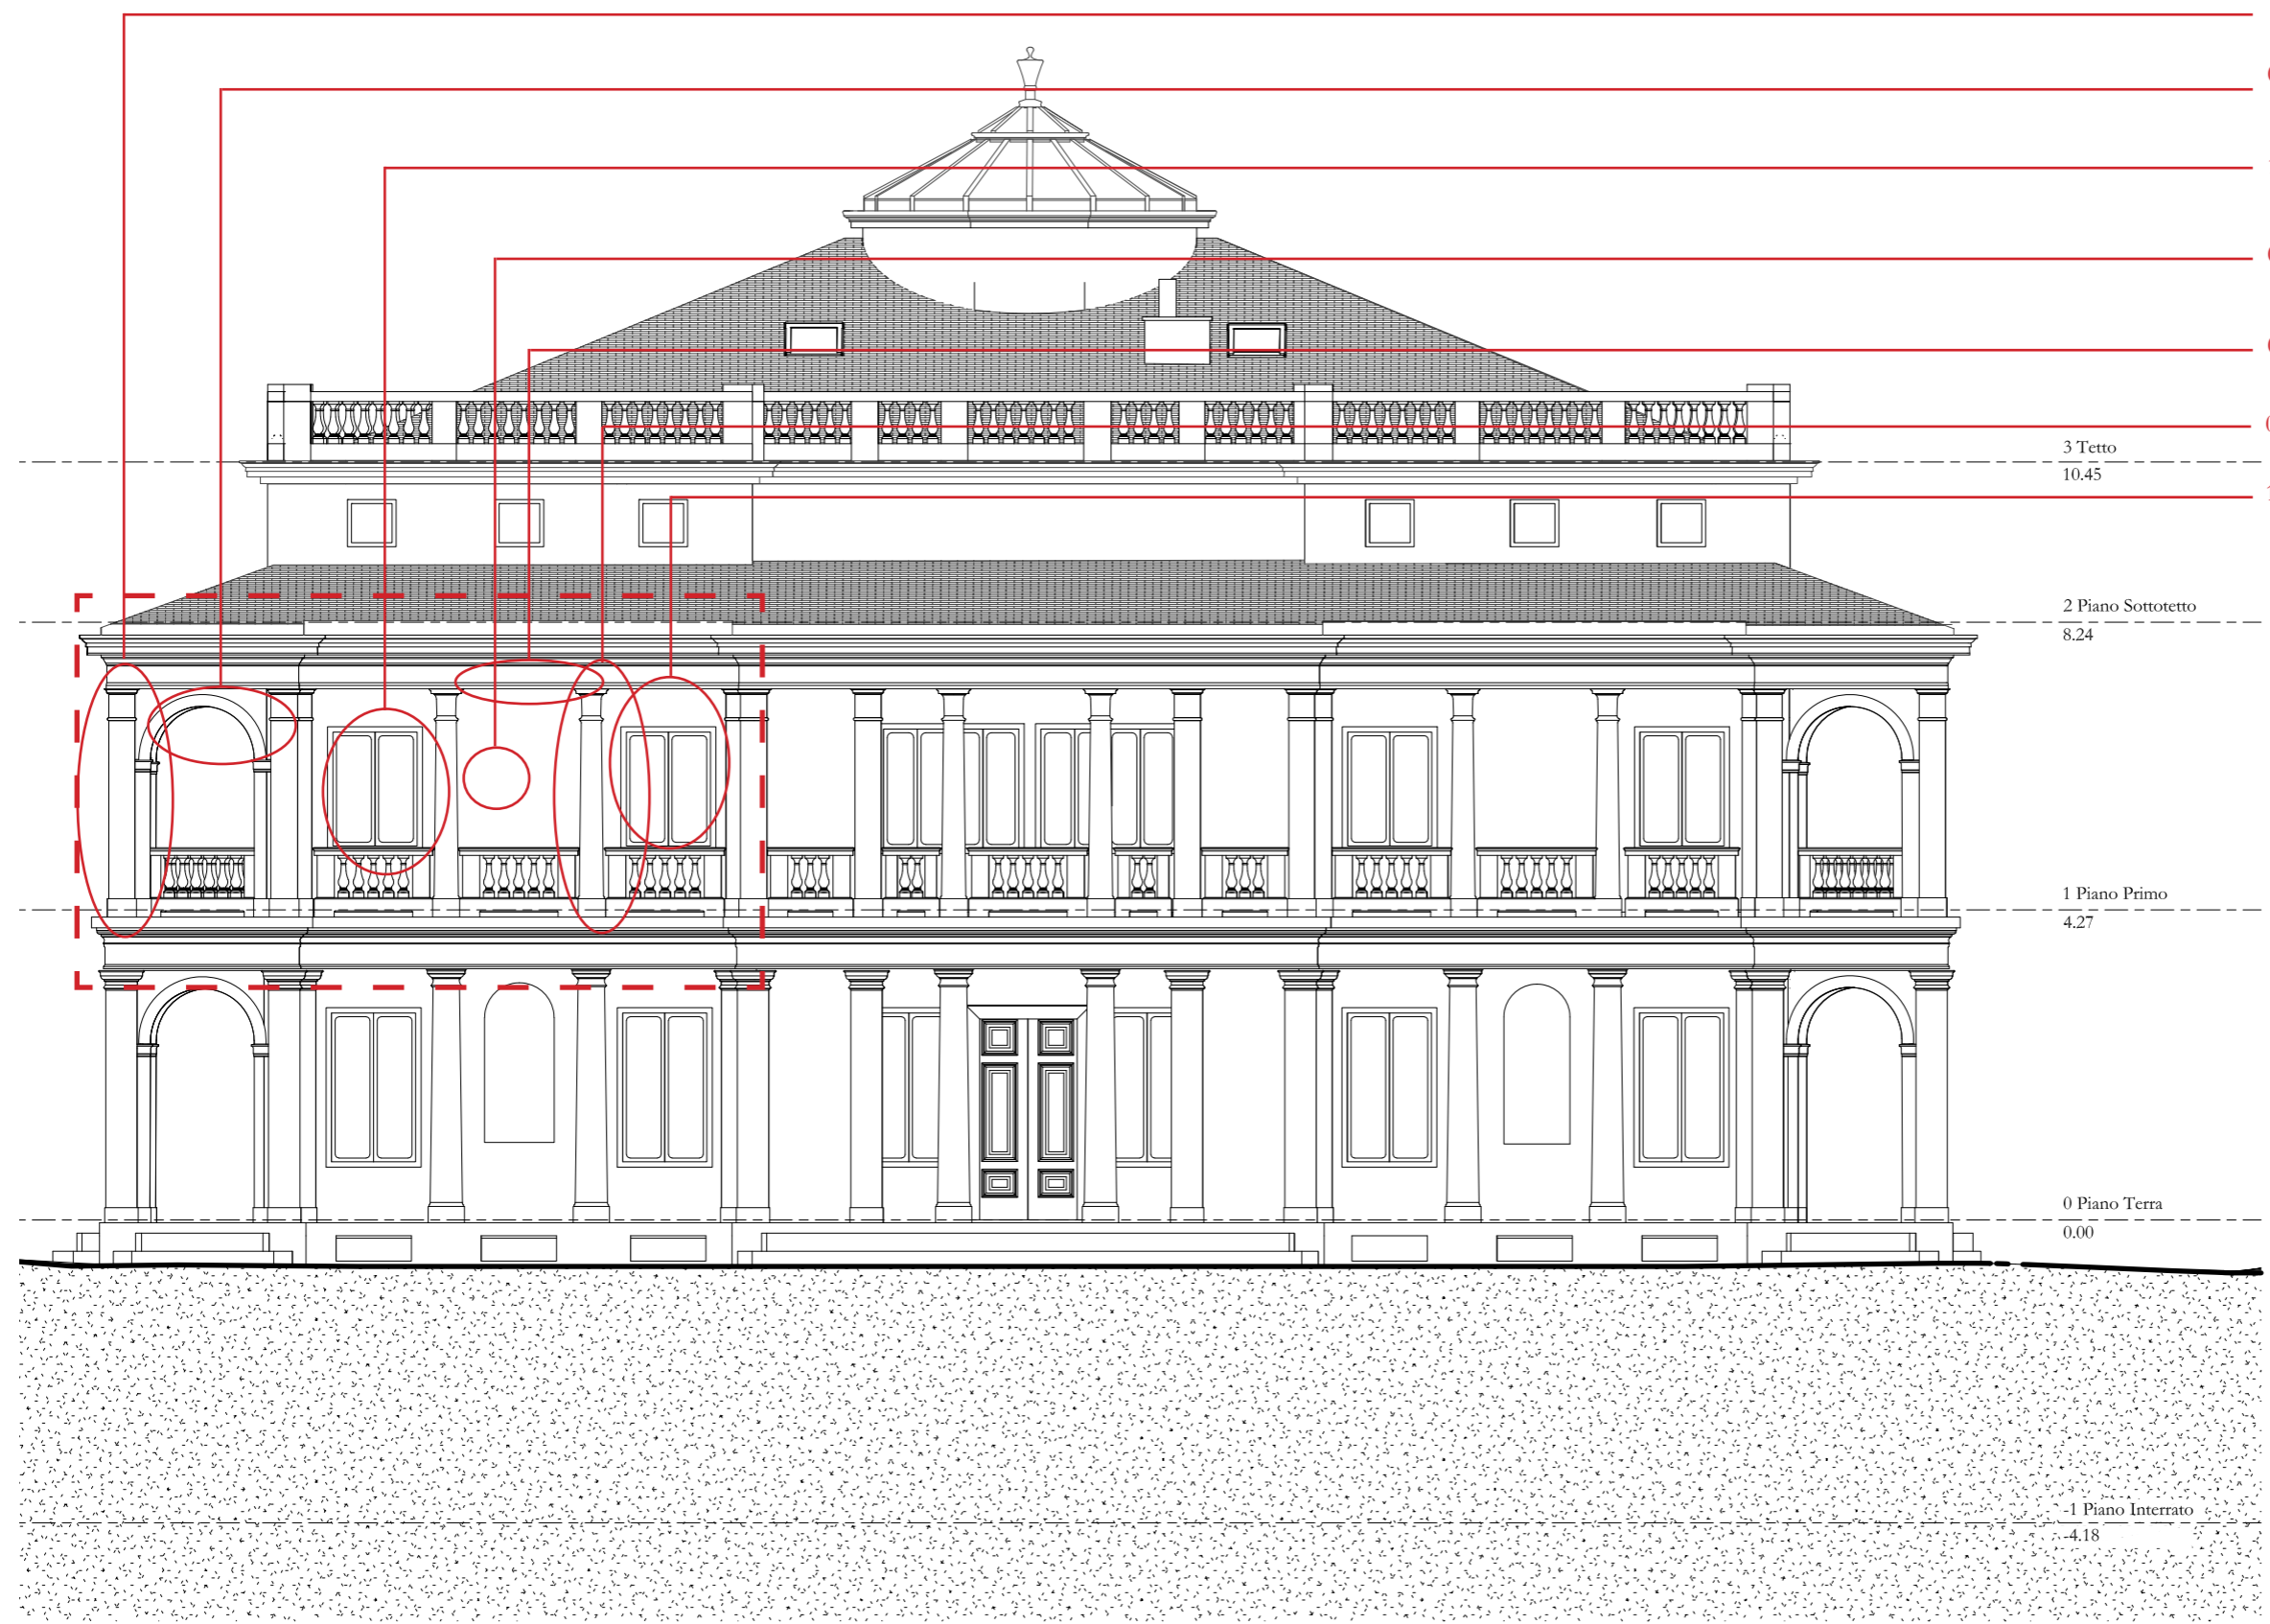 3 Tetto
10.45
2 Piano Sottotetto
8.24
1 Piano Primo
4.27
0 Piano Terra
0.00
-1 Piano Interrato
-4.18